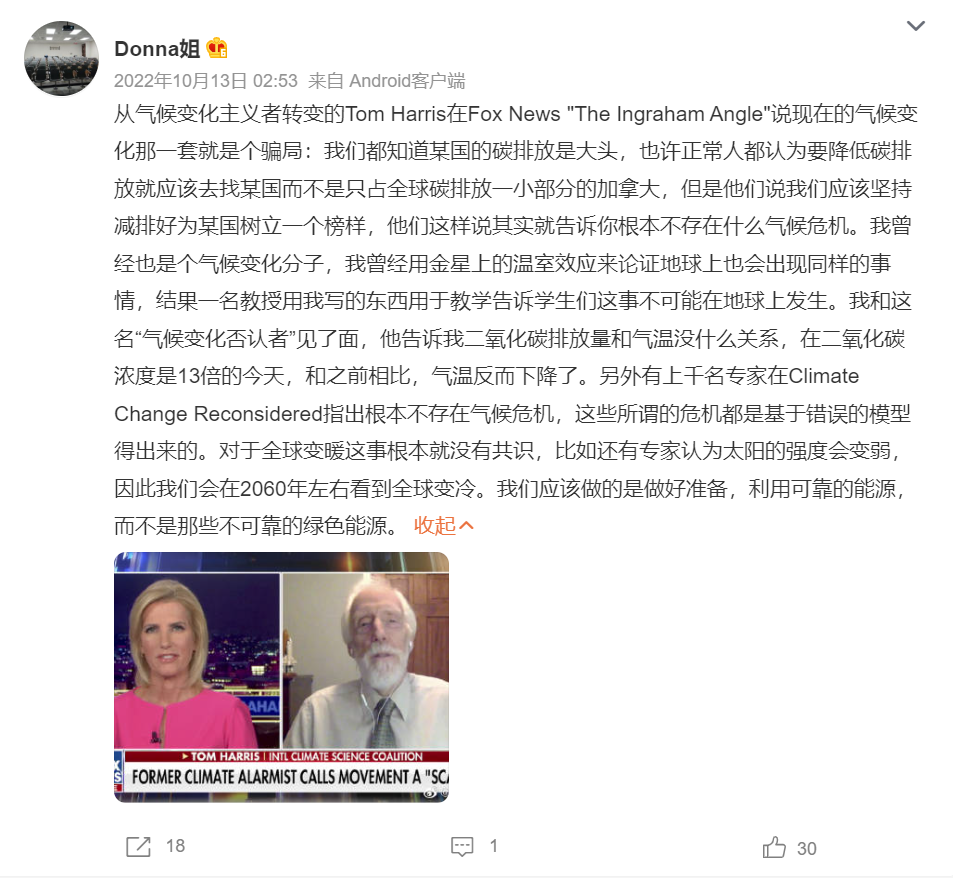 Donna姐
2022年10月13日 02:53 来自 Android客户端
从气候变化主义者转变的Tom Harris在Fox News "The Ingraham Angle"说现在的气候变
化那一套就是个骗局：我们都知道某国的碳排放是大头，也许正常人都认为要降低碳排
放就应该去找某国而不是只占全球碳排放一小部分的加拿大，但是他们说我们应该坚持
减排好为某国树立一个榜样，他们这样说其实就告诉你根本不存在什么气候危机。我曾
经也是个气候变化分子，我曾经用金星上的温室效应来论证地球上也会出现同样的事
情，结果一名教授用我写的东西用于教学告诉学生们这事不可能在地球上发生。我和这
名“气候变化否认者”见了面，他告诉我二氧化碳排放量和气温没什么关系，在二氧化碳
浓度是13倍的今天，和之前相比，气温反而下降了。另外有上千名专家在Climate
Change Reconsidered指出根本不存在气候危机，这些所谓的危机都是基于错误的模型
得出来的。对于全球变暖这事根本就没有共识，比如还有专家认为太阳的强度会变弱，
因此我们会在2060年左右看到全球变冷。我们应该做的是做好准备，利用可靠的能源，
而不是那些不可靠的绿色能源。 收起
AHA
TOM HARRIS | INTL CLIMATE SCIENCE COALITION
FORMER CLIMATE ALARMIST CALLS MOVEMENT A "SCA
18
1
30